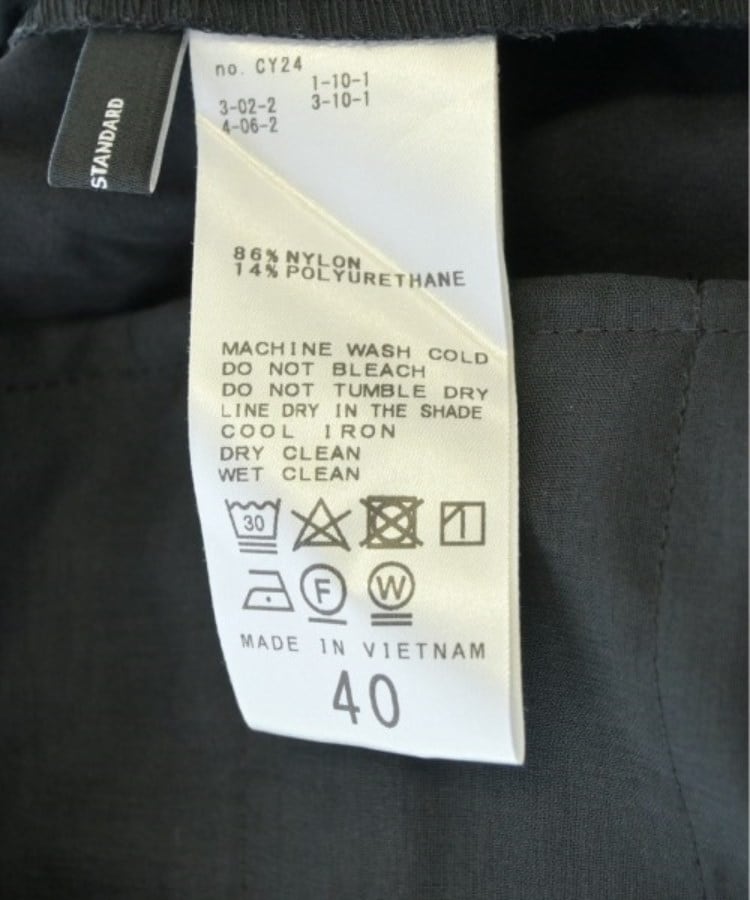 STANDARD
no. CY24
1-10-1
3-02-2 3-10-1
4-06-2
86% NYLON
14% POLYURETHANE
MACHINE WASH COLD
DO NOT BLEACH
DO NOT TUMBLE DRY
LINE DRY IN THE SHADE
COOL IRON
DRY CLEAN
WET CLEAN
30
F W
MADE IN VIETNAM
40